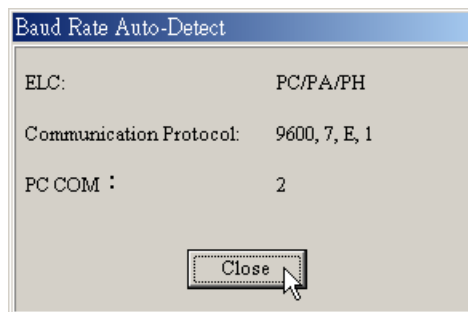 Baud Rate Auto-Detect
ELC: PC/PA/PH
Communication Protocol: 9600, 7, E, 1
PC COM： 2
Close